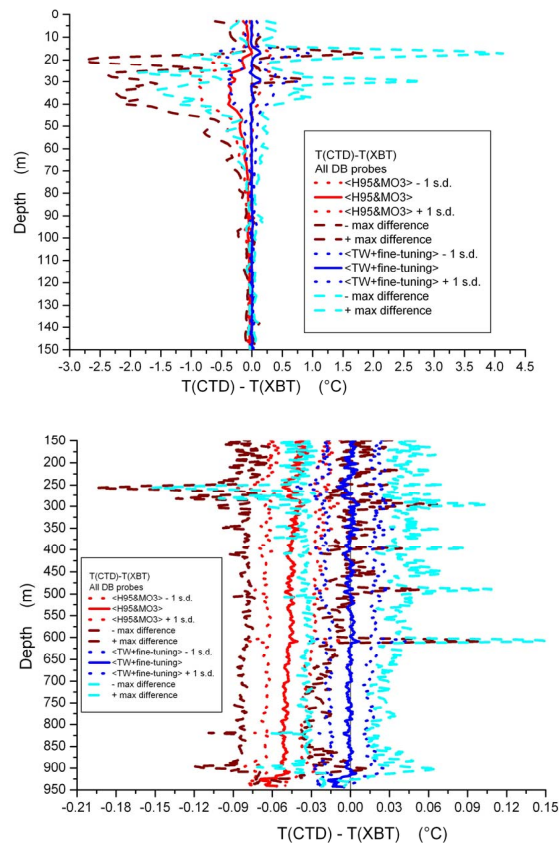 0
10
20
30
40
50
60
70
80
90
100
110
120
130
140
150
Depth (m)
-3.0 -2.5 -2.0 -1.5 -1.0 -0.5 0.0 0.5 1.0 1.5 2.0 2.5 3.0 3.5 4.0 4.5
T(CTD) - T(XBT) (°C)
T(CTD)-T(XBT)
All DB probes
<H95&MO3> - 1 s.d.
<H95&MO3>
<H95&MO3> + 1 s.d.
- max difference
+ max difference
<TW+fine-tuning> - 1 s.d.
<TW+fine-tuning>
<TW+fine-tuning> + 1 s.d.
- max difference
+ max difference
150
200
250
300
350
400
450
500
550
600
650
700
750
800
850
900
950
Depth (m)
T(CTD)-T(XBT)
All DB probes
<H95&MO3> - 1 s.d.
<H95&MO3>
<H95&MO3> + 1 s.d.
- max difference
+ max difference
<TW+fine-tuning> - 1 s.d.
<TW+fine-tuning>
<TW+fine-tuning> + 1 s.d.
- max difference
+ max difference
-0.21 -0.18 -0.15 -0.12 -0.09 -0.06 -0.03 0.00 0.03 0.06 0.09 0.12 0.15
T(CTD) - T(XBT) (°C)